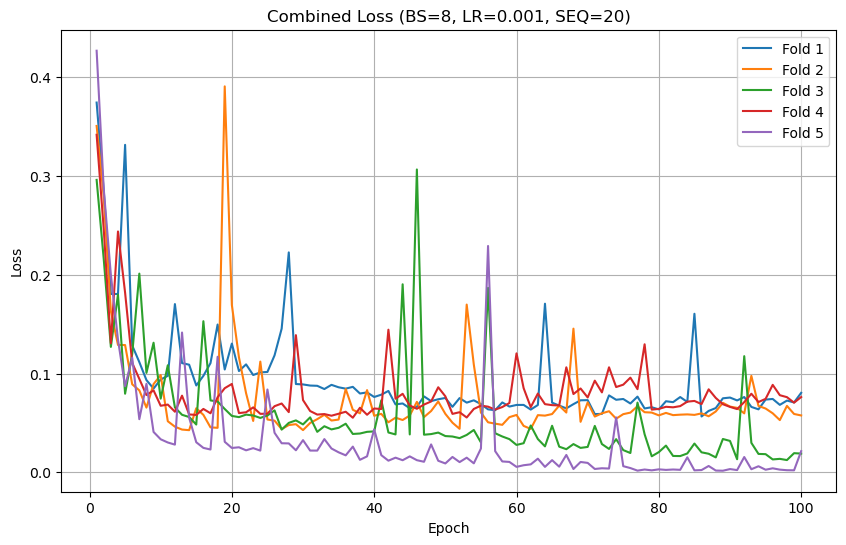 Combined Loss (BS=8, LR=0.001, SEQ=20)
Fold 1
Fold 2
Fold 3
Fold 4
Fold 5
Loss
0.4
0.3
0.2
0.1
0.0
0 20 40 60 80 100
Epoch